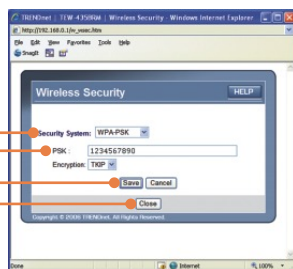 TRENDnet | TEW-435BRM | Wireless Security - Windows Internet Explorer
http://192.168.0.1/w_wsec.htm
File Edit View Favorites Tools Help
SnagIt
Wireless Security
HELP
Security System: WPA-PSK
PSK: 1234567890
Encryption: TKIP
Save Cancel
Close
Copyright © 2006 TRENDnet. All Rights Reserved.
Done Internet 100%